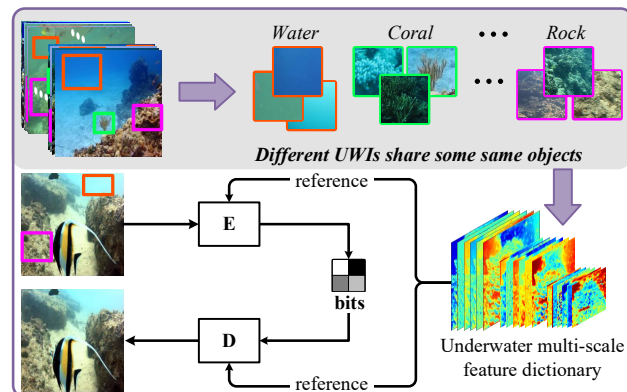 Water
Coral
Rock
Different UWIs share some same objects
reference
E
bits
D
reference
Underwater multi-scale
feature dictionary